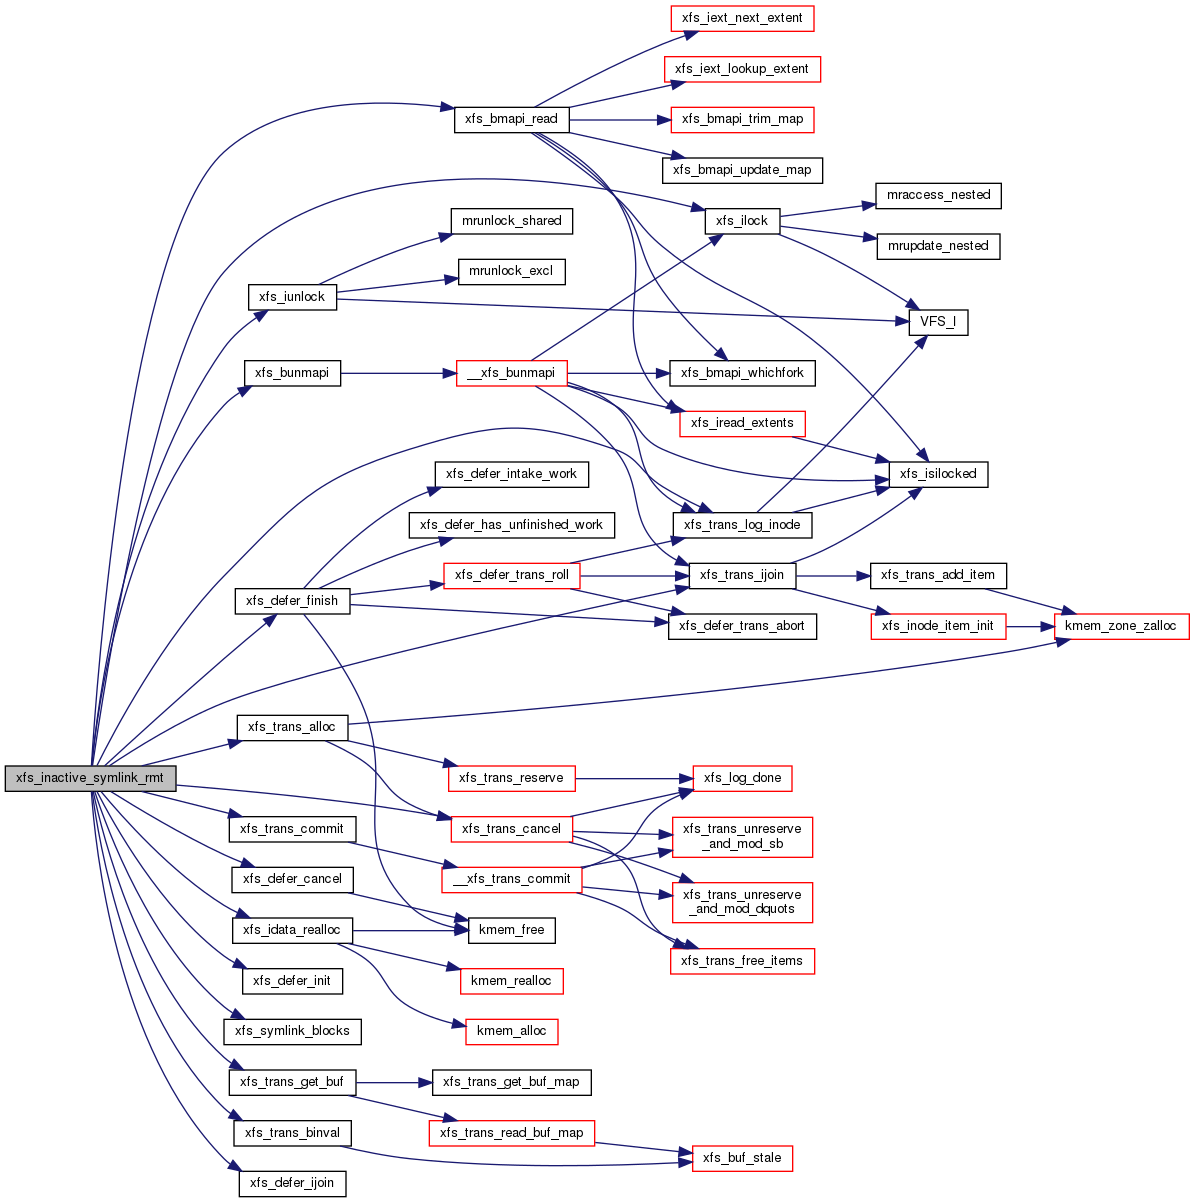 xfs_iext_next_extent
xfs_iext_lookup_extent
xfs_bmapi_read
xfs_bmapi_trim_map
xfs_bmapi_update_map
mraccess_nested
mrunlock_shared
xfs_ilock
mrupdate_nested
mrunlock_excl
xfs_iunlock
VFS_I
xfs_bunmapi
__xfs_bunmapi
xfs_bmapi_whichfork
xfs_iread_extents
xfs_defer_intake_work
xfs_isilocked
xfs_defer_has_unfinished_work
xfs_trans_log_inode
xfs_defer_trans_roll
xfs_trans_ijoin
xfs_trans_add_item
xfs_defer_finish
xfs_defer_trans_abort
xfs_inode_item_init
kmem_zone_zalloc
xfs_trans_alloc
xfs_inactive_symlink_rmt
xfs_trans_reserve
xfs_log_done
xfs_trans_commit
xfs_trans_cancel
xfs_trans_unreserve
_and_mod_sb
xfs_defer_cancel
__xfs_trans_commit
xfs_trans_unreserve
_and_mod_dquots
xfs_idata_realloc
kmem_free
xfs_trans_free_items
xfs_defer_init
kmem_realloc
xfs_symlink_blocks
kmem_alloc
xfs_trans_get_buf
xfs_trans_get_buf_map
xfs_trans_binval
xfs_trans_read_buf_map
xfs_buf_stale
xfs_defer_ijoin